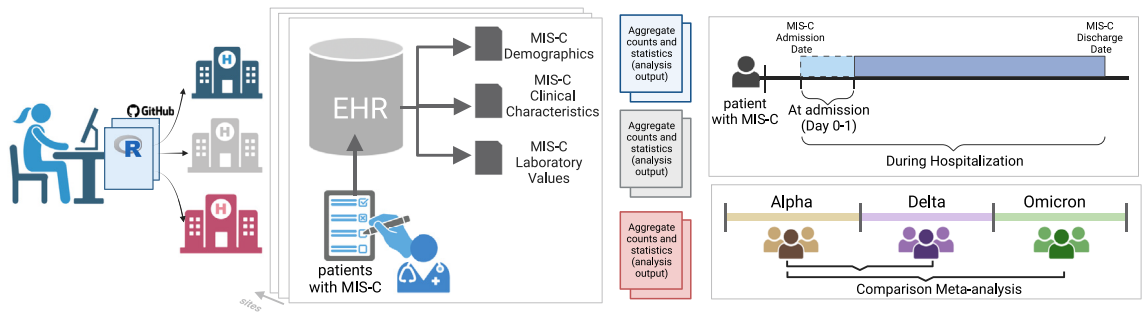 GitHub
R
H
H
H
EHR
MIS-C
Demographics
MIS-C
Clinical
Characteristics
MIS-C
Laboratory
Values
patients
with MIS-C
sites
Aggregate
counts and
statistics
(analysis
output)
Aggregate
counts and
statistics
(analysis
output)
Aggregate
counts and
statistics
(analysis
output)
MIS-C
Admission
Date
MIS-C
Discharge
Date
patient
with MIS-C
At admission
(Day 0-1)
During Hospitalization
Alpha
Delta
Omicron
Comparison Meta-analysis